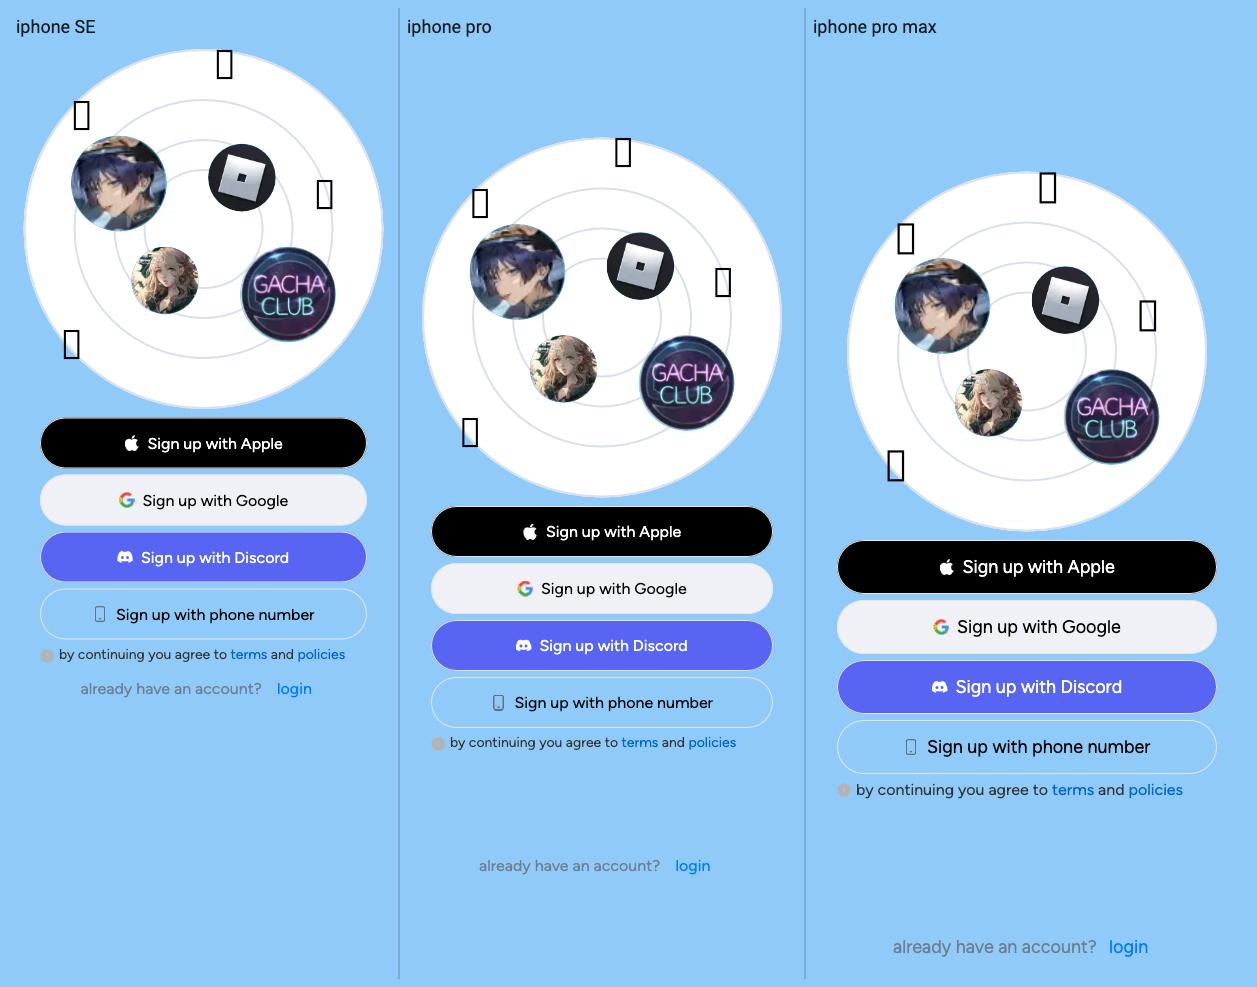 iphone SE
GACHA
CLUB
Sign up with Apple
Sign up with Google
Sign up with Discord
Sign up with phone number
by continuing you agree to terms and policies
already have an account? login
iphone pro
GACHA
CLUB
Sign up with Apple
Sign up with Google
Sign up with Discord
Sign up with phone number
by continuing you agree to terms and policies
already have an account? login
iphone pro max
GACHA
CLUB
Sign up with Apple
Sign up with Google
Sign up with Discord
Sign up with phone number
by continuing you agree to terms and policies
already have an account? login